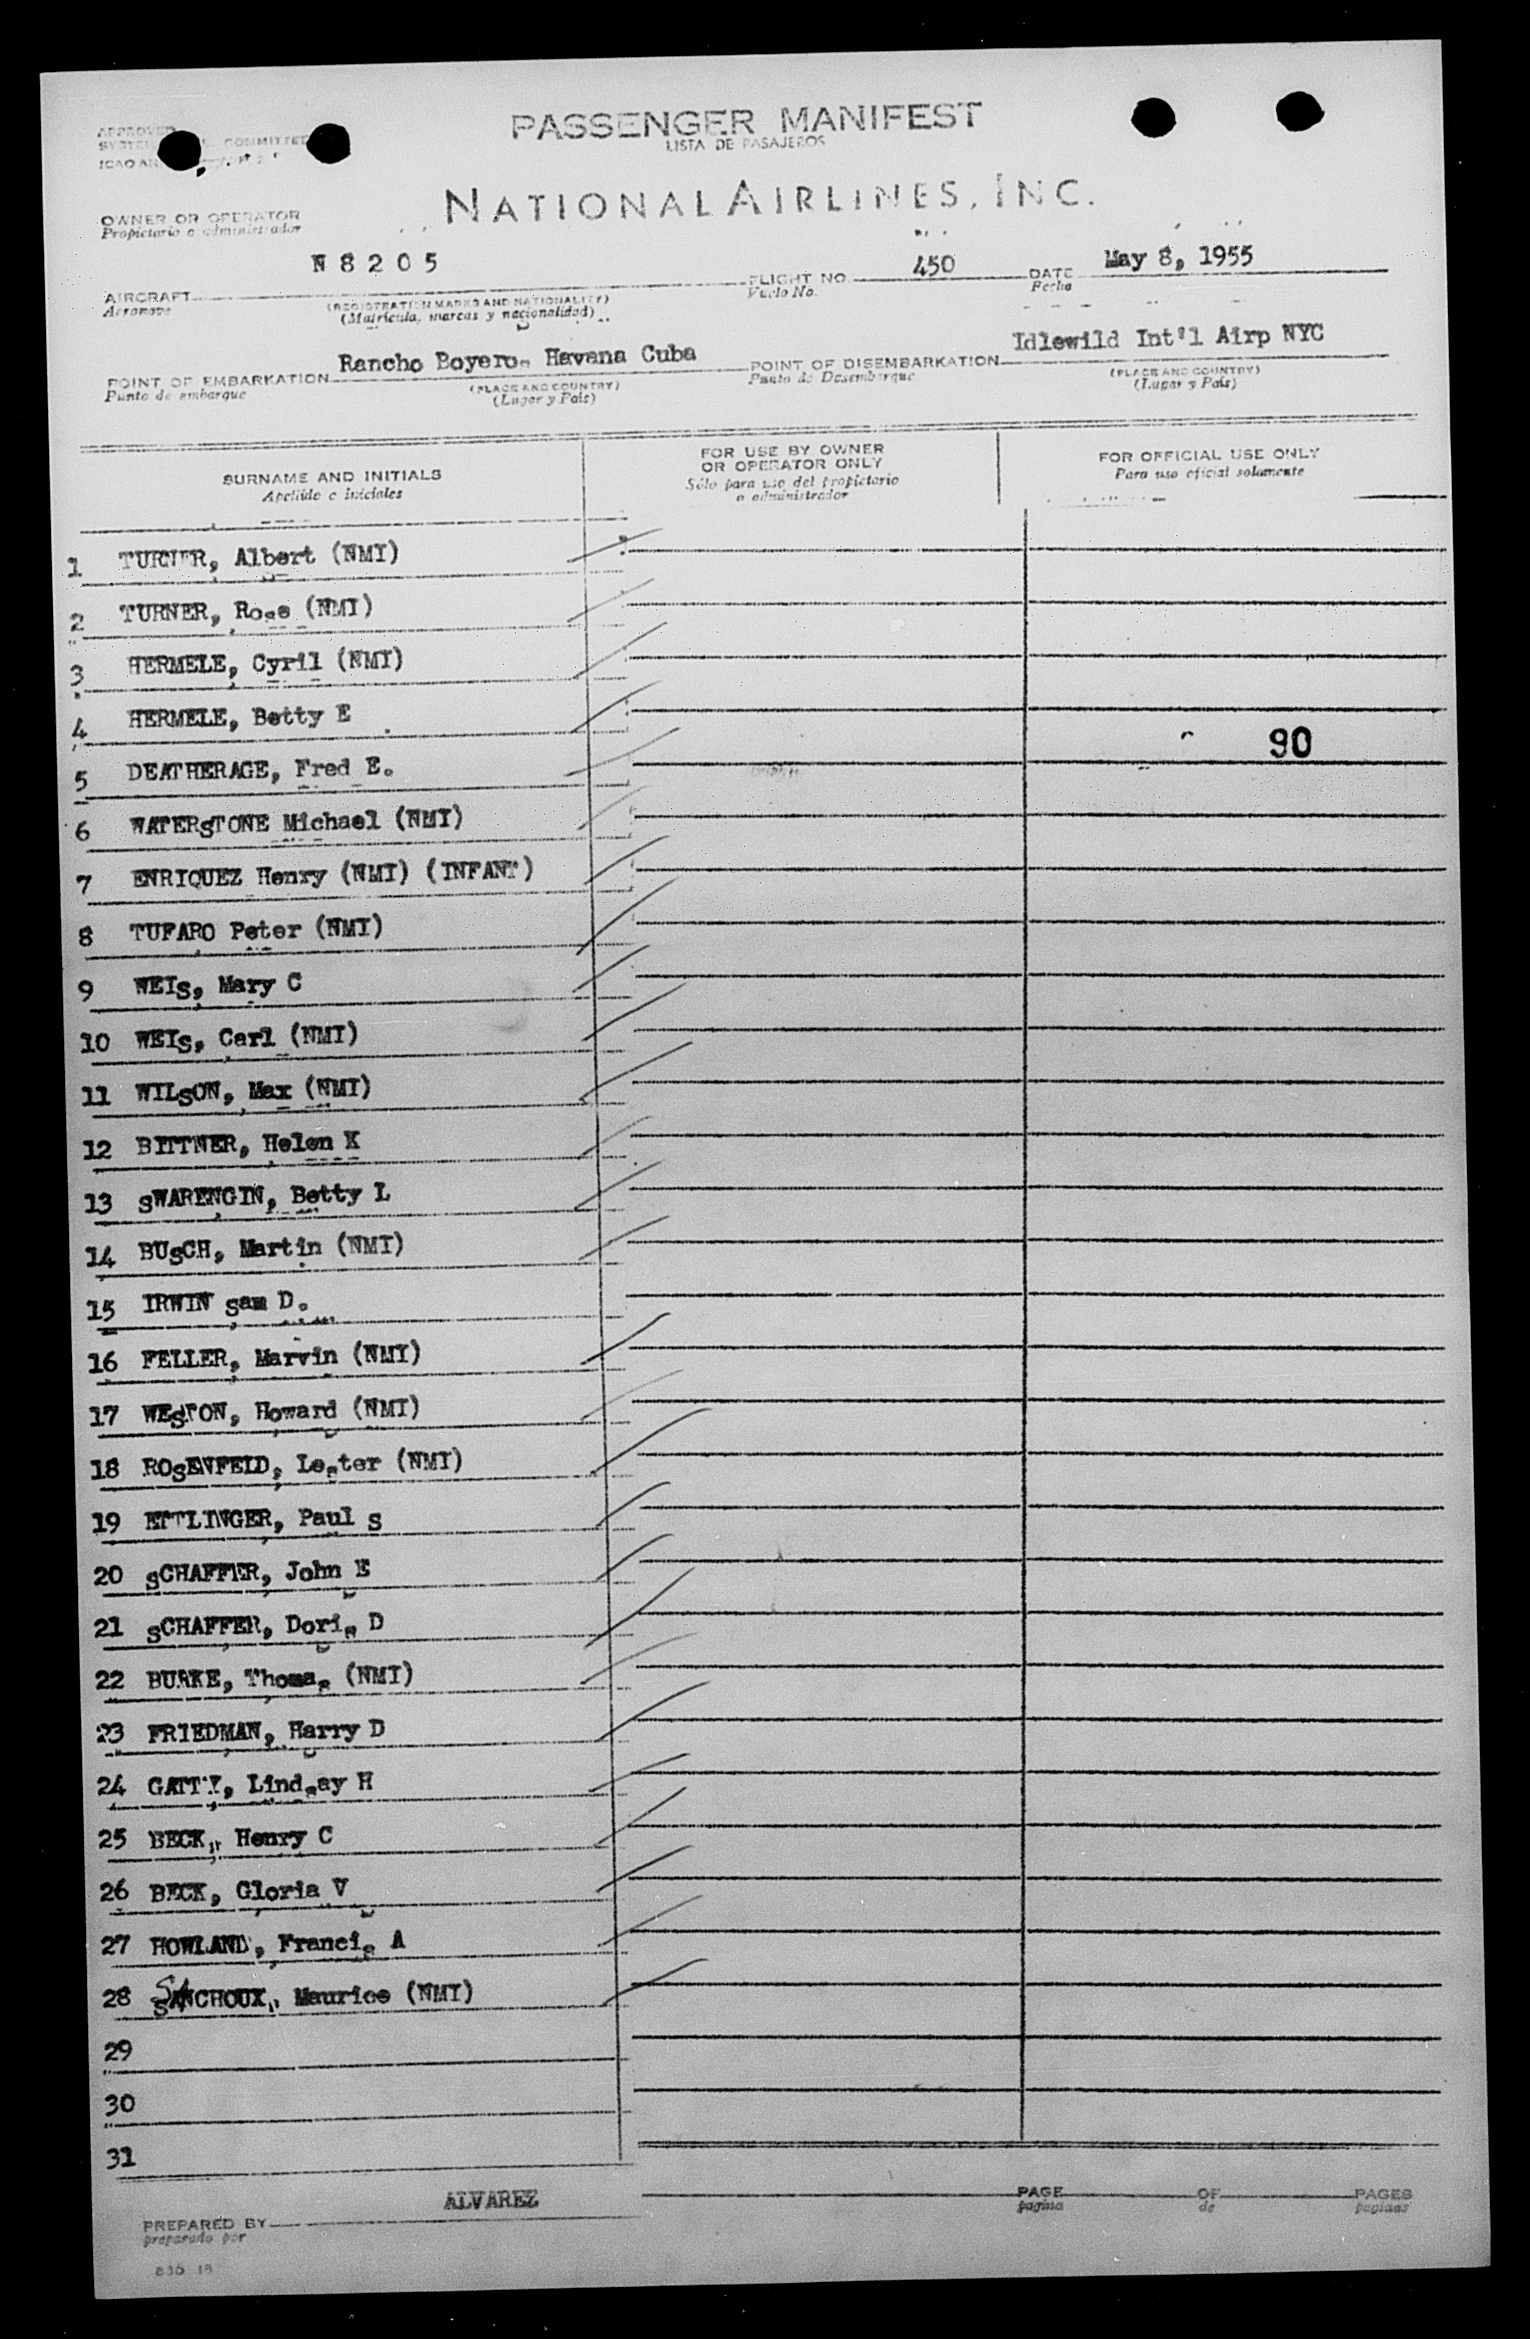 PASSENGER MANIFEST
LISTA DE PASAJEROS
APPROVED
COMMITTEE
NATIONAL AIRLINES, INC.
OWNER OR OPERATOR
Propietario o administrador
N 8 2 0 5
AIRCRAFT
Aeronave
(REGISTRATION MARKS AND NATIONALITY)
(Matrícula, marcas y nacionalidad)
FLIGHT NO. 450
Vuelo No.
DATE May 8, 1955
Fecha
POINT OF EMBARKATION Rancho Boyeros Havana Cuba
Punto de embarque
(PLACE AND COUNTRY)
(Lugar y País)
POINT OF DISEMBARKATION Idlewild Int'l Airp NYC
Punto de Desembarque
(PLACE AND COUNTRY)
(Lugar y País)
SURNAME AND INITIALS
Apellido e iniciales
FOR USE BY OWNER
OR OPERATOR ONLY
Sólo para uso del propietario
o administrador
FOR OFFICIAL USE ONLY
Para uso oficial solamente
1 TURNER, Albert (NMI)
2 TURNER, Rose (NMI)
3 HERMELE, Cyril (NMI)
4 HERMELE, Betty E
90
5 DEATHERAGE, Fred E.
6 WATERSTONE Michael (NMI)
7 ENRIQUEZ Henry (NMI) (INFANT)
8 TUFARO Peter (NMI)
9 WEIS, Mary C
10 WEIS, Carl (NMI)
11 WILSON, Max (NMI)
12 BITTNER, Helen K
13 SWARENGIN, Betty L
14 BUSCH, Martin (NMI)
15 IRWIN Sam D.
16 FELLER, Marvin (NMI)
17 WESTON, Howard (NMI)
18 ROSENFELD, Lester (NMI)
19 ETTLINGER, Paul S
20 SCHAFFER, John E
21 SCHAFFER, Doris D
22 BURKE, Thomas (NMI)
23 FRIEDMAN, Harry D
24 GATTY, Lindsay H
25 BECK, Henry C
26 BECK, Gloria V
27 HOWLAND, Francis A
28 SANCHOUX, Maurice (NMI)
29
30
31
PREPARED BY ALVAREZ
preparado por
PAGE OF PAGES
pagina de paginas